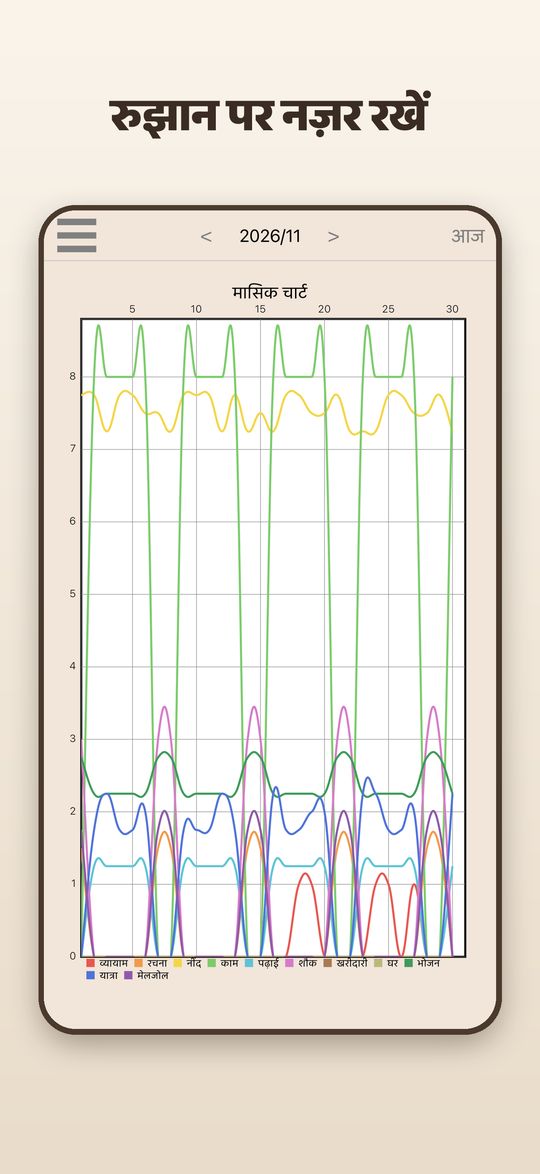 रुझान पर नज़र रखें
< 2026/11 > आज
मासिक चार्ट
5 10 15 20 25 30
8
7
6
5
4
3
2
1
0
व्यायाम रचना नींद काम पढ़ाई शौक खरीदारी घर भोजन
यात्रा मेलजोल